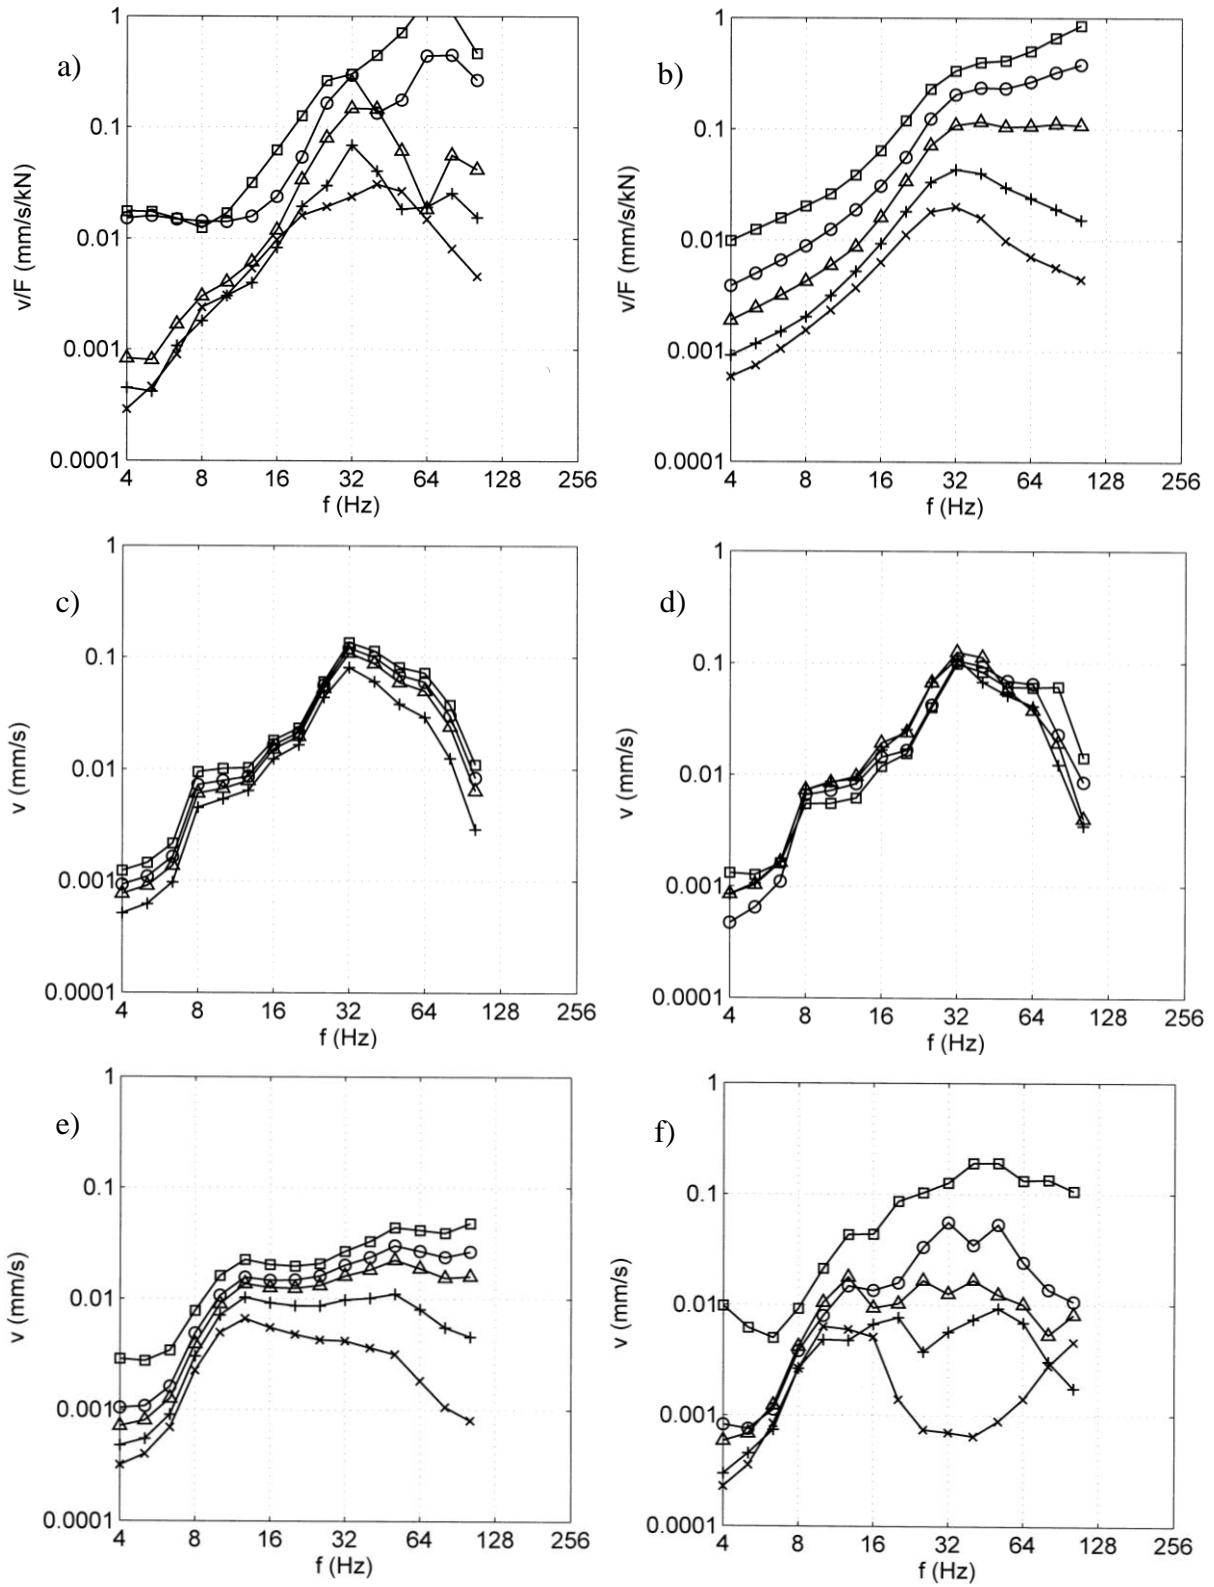 a)
1
0.1
0.01
0.001
0.0001
v/F (mm/s/kN)
4 8 16 32 64 128 256
f (Hz)
b)
1
0.1
0.01
0.001
0.0001
v/F (mm/s/kN)
4 8 16 32 64 128 256
f (Hz)
c)
1
0.1
0.01
0.001
0.0001
v (mm/s)
4 8 16 32 64 128 256
f (Hz)
d)
1
0.1
0.01
0.001
0.0001
v (mm/s)
4 8 16 32 64 128 256
f (Hz)
e)
1
0.1
0.01
0.001
0.0001
v (mm/s)
4 8 16 32 64 128 256
f (Hz)
f)
1
0.1
0.01
0.001
0.0001
v (mm/s)
4 8 16 32 64 128 256
f (Hz)